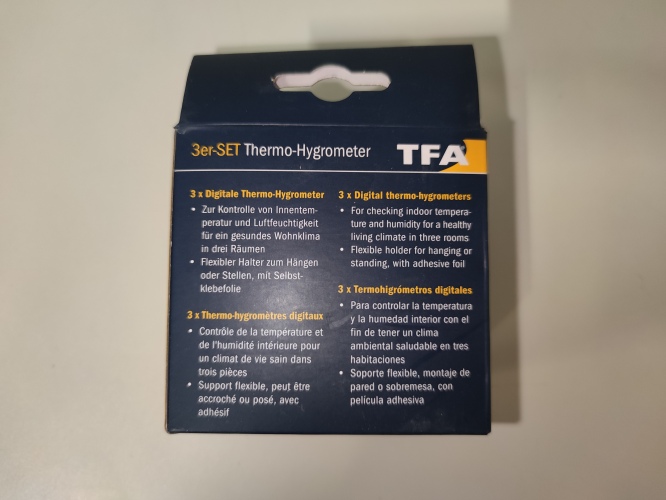 3er-SET Thermo-Hygrometer
TFA
3 x Digitale Thermo-Hygrometer
• Zur Kontrolle von Innentem-
peratur und Luftfeuchtigkeit
für ein gesundes Wohnklima
in drei Räumen
• Flexibler Halter zum Hängen
oder Stellen, mit Selbst-
klebefolie
3 x Thermo-hygromètres digitaux
• Contrôle de la température et
de l'humidité intérieure pour
un climat de vie sain dans
trois pièces
• Support flexible, peut être
accroché ou posé, avec
adhésif
3 x Digital thermo-hygrometers
• For checking indoor tempera-
ture and humidity for a healthy
living climate in three rooms
• Flexible holder for hanging or
standing, with adhesive foil
3 x Termohigrómetros digitales
• Para controlar la temperatura
y la humedad interior con el
fin de tener un clima
ambiental saludable en tres
habitaciones
• Soporte flexible, montaje de
pared o sobremesa, con
película adhesiva